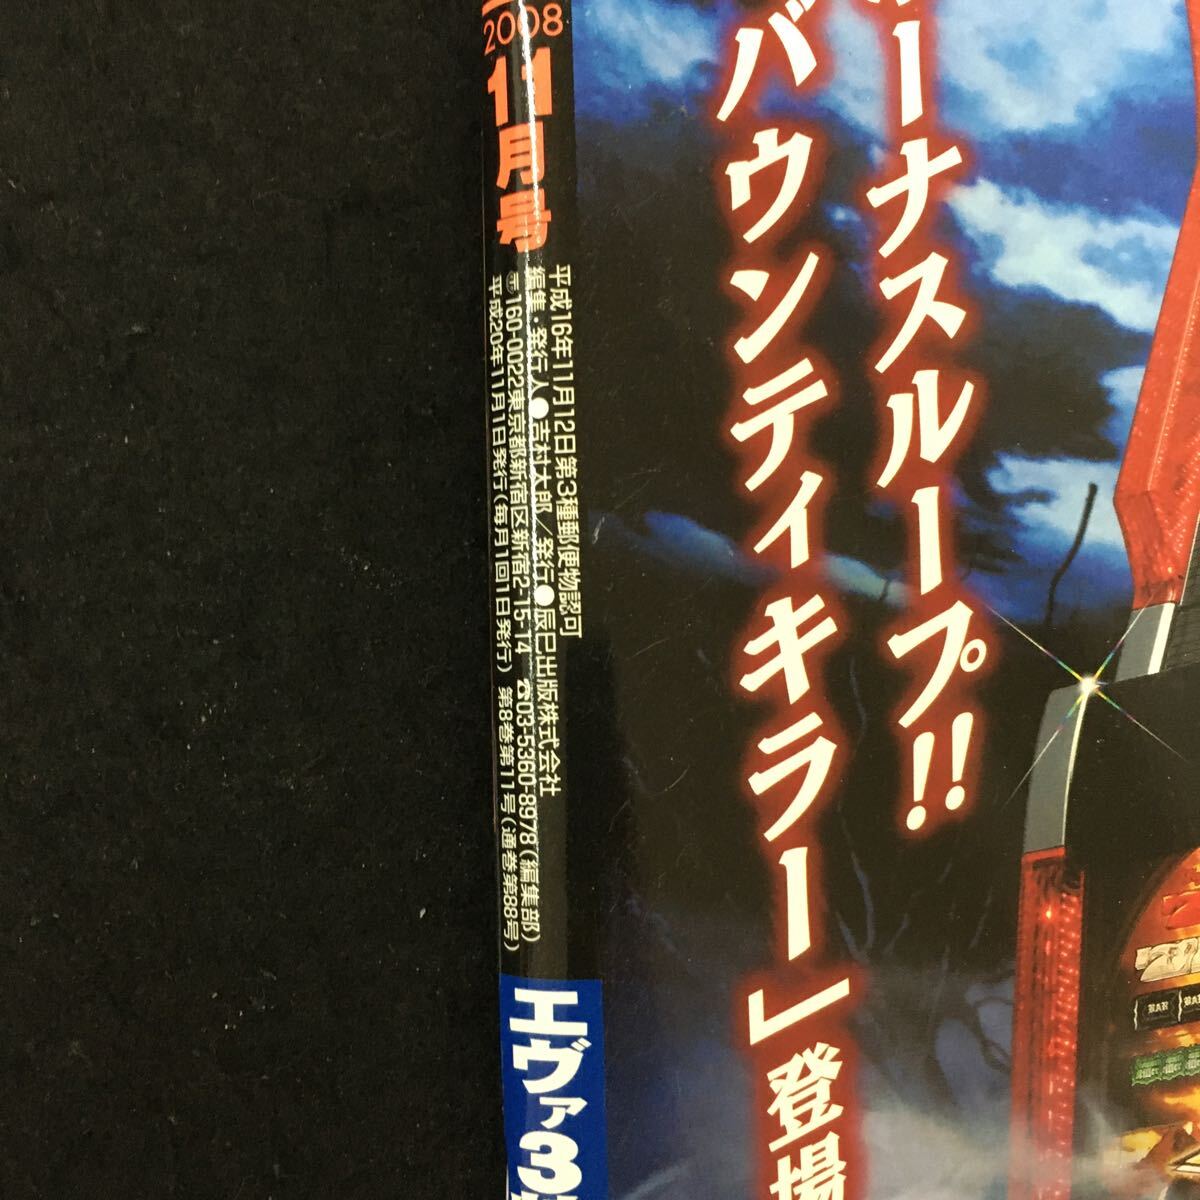 2008
11月号
平成16年11月12日第3種郵便物認可
編集・発行人●吉村太郎/発行●辰巳出版株式会社
〠160-0022東京都新宿区新宿2-15-14 ☎03-5360-8978(編集部)
平成20年11月1日発行(毎月1回1日発行) 第8巻第11号(通巻第88号)
エヴァ3
ーナスループ!!
バウンティキラー」登場
BAR